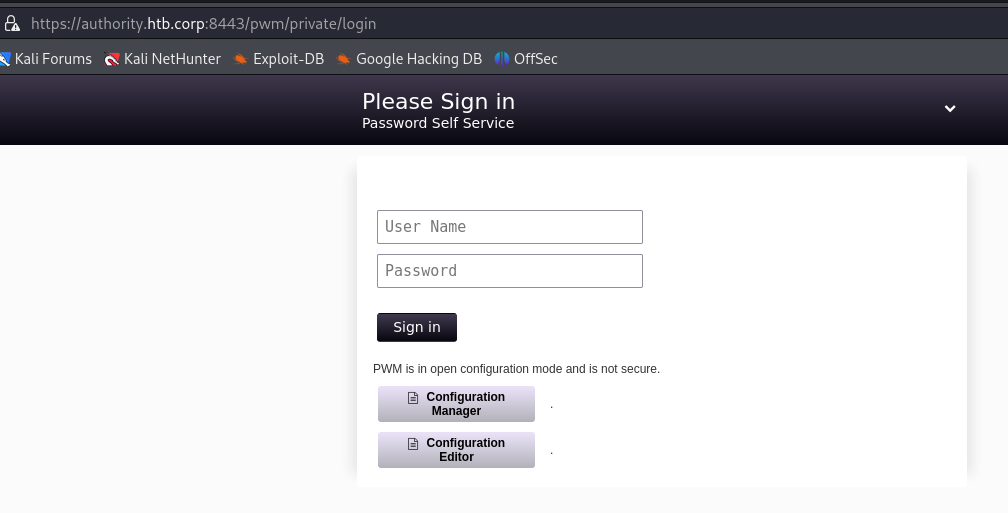 https://authority.htb.corp:8443/pwm/private/login
Kali Forums Kali NetHunter Exploit-DB Google Hacking DB OffSec
Please Sign in
Password Self Service
User Name
Password
Sign in
PWM is in open configuration mode and is not secure.
Configuration
Manager
.
Configuration
Editor
.